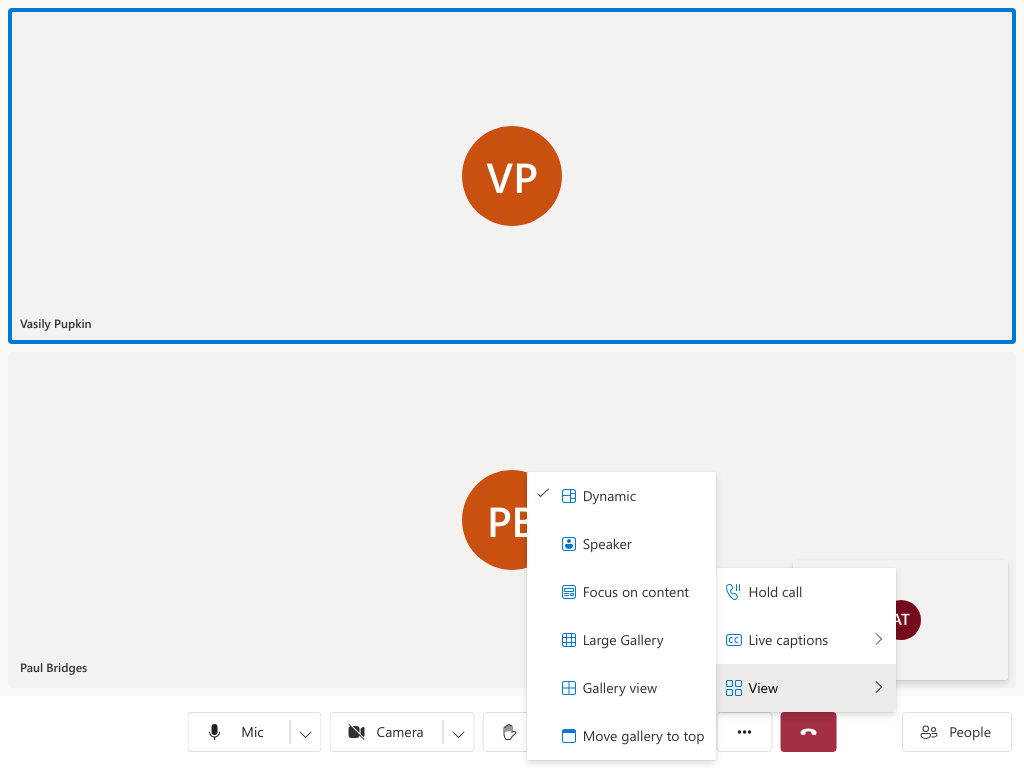 VP
Vasily Pupkin
Dynamic
Speaker
Focus on content
Large Gallery
Gallery view
Move gallery to top
Hold call
CC
Live captions
View
AT
Paul Bridges
Mic
Camera
People